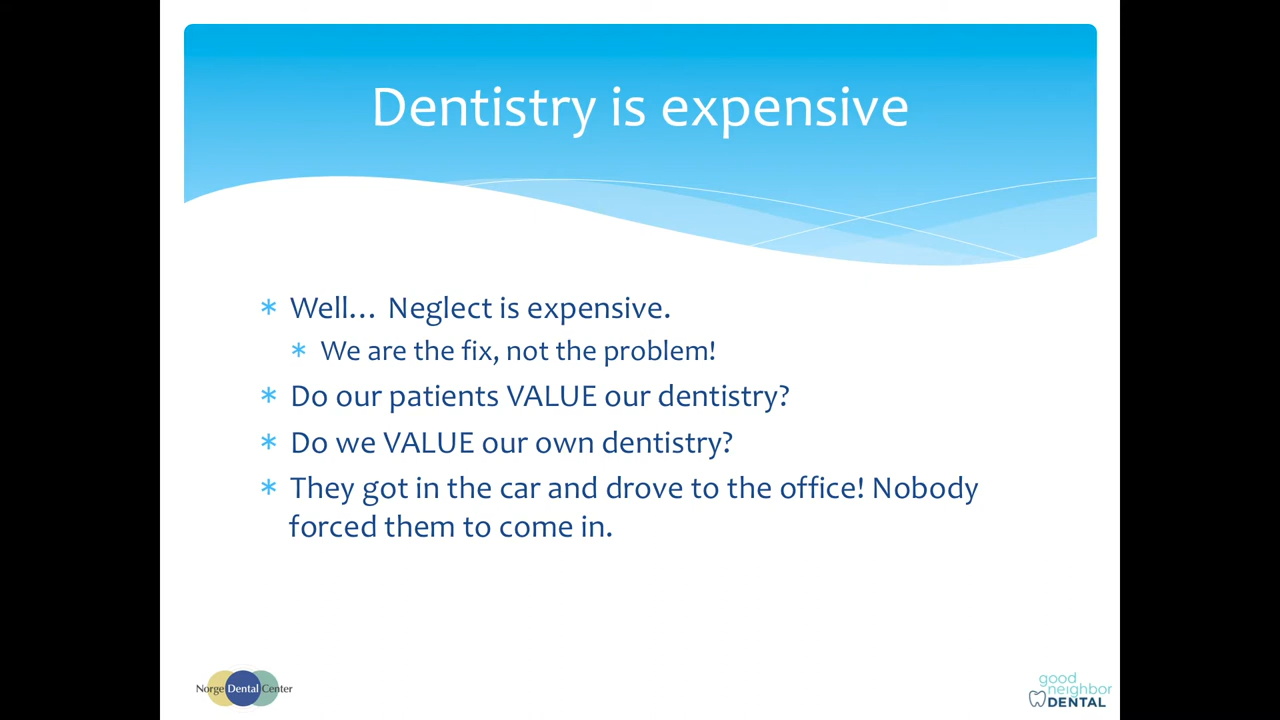 Dentistry is expensive
* Well... Neglect is expensive.
* We are the fix, not the problem!
* Do our patients VALUE our dentistry?
* Do we VALUE our own dentistry?
* They got in the car and drove to the office! Nobody
forced them to come in.
Norge Dental Center
good
neighbor
DENTAL